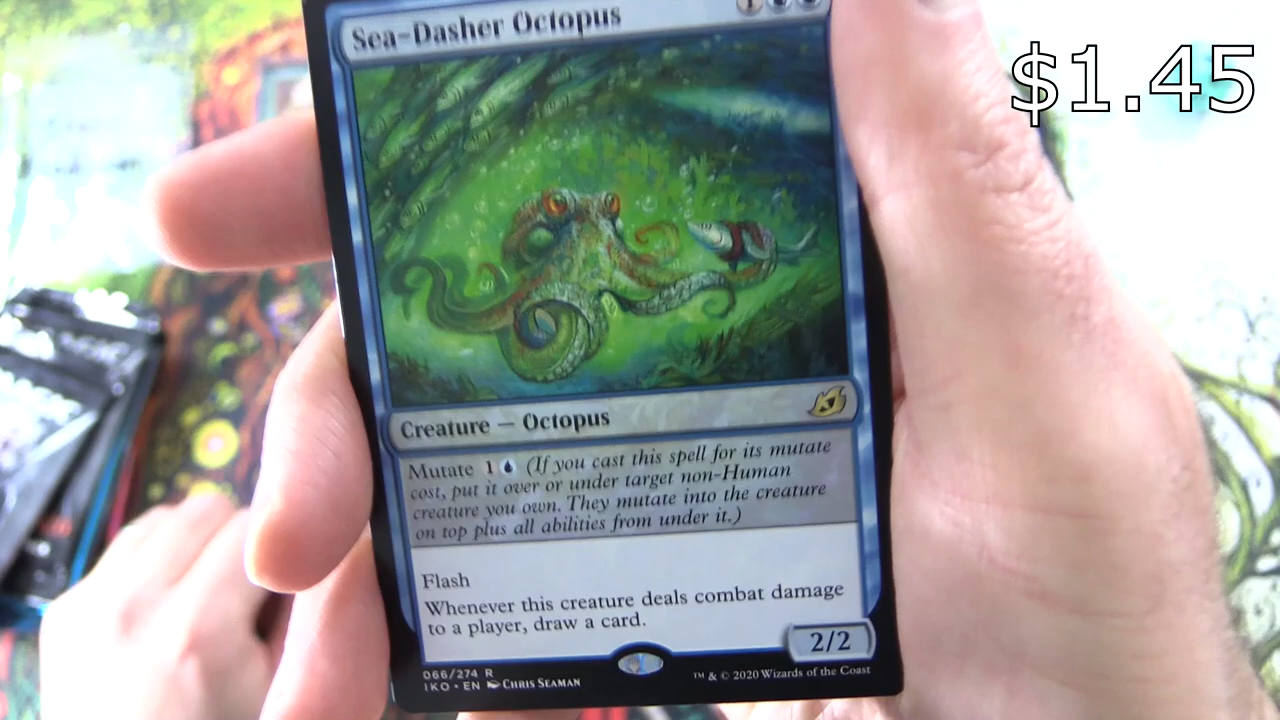 Sea-Dasher Octopus
1
$1.45
Creature — Octopus
Mutate 1 (If you cast this spell for its mutate
cost, put it over or under target non-Human
creature you own. They mutate into the creature
on top plus all abilities from under it.)
Flash
Whenever this creature deals combat damage
to a player, draw a card.
2/2
066/274 R
IKO • EN Chris Seaman
™ & © 2020 Wizards of the Coast